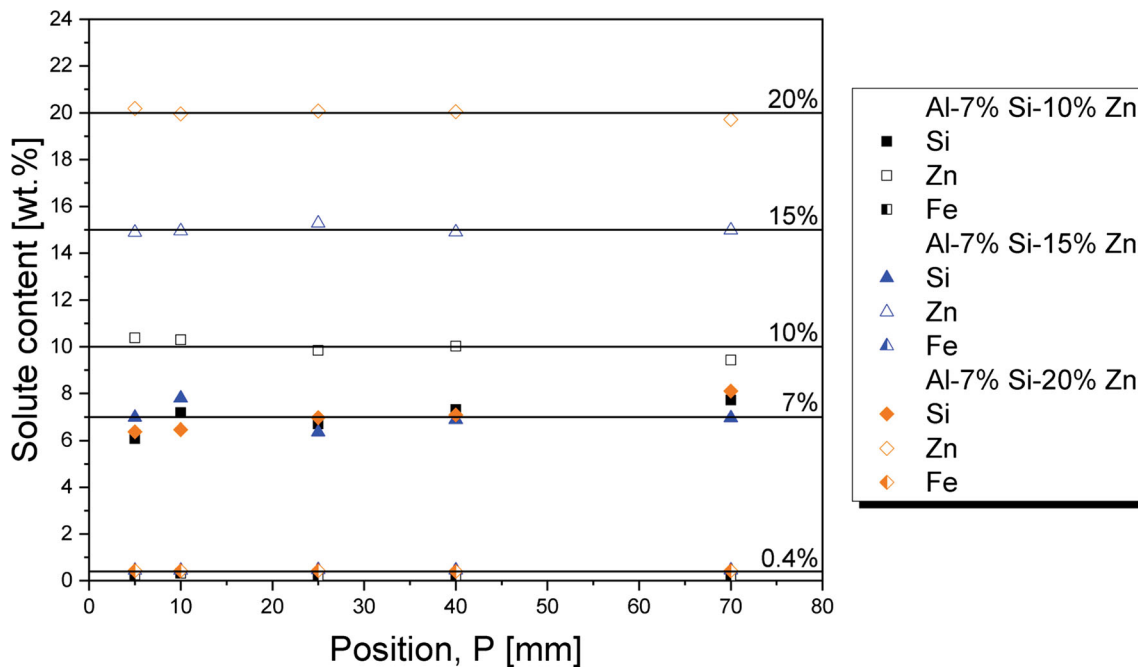 24
22
20
18
16
14
12
10
8
6
4
2
0
Solute content [wt.%]
20%
15%
10%
7%
0.4%
0 10 20 30 40 50 60 70 80
Position, P [mm]
Al-7% Si-10% Zn
Si
Zn
Fe
Al-7% Si-15% Zn
Si
Zn
Fe
Al-7% Si-20% Zn
Si
Zn
Fe